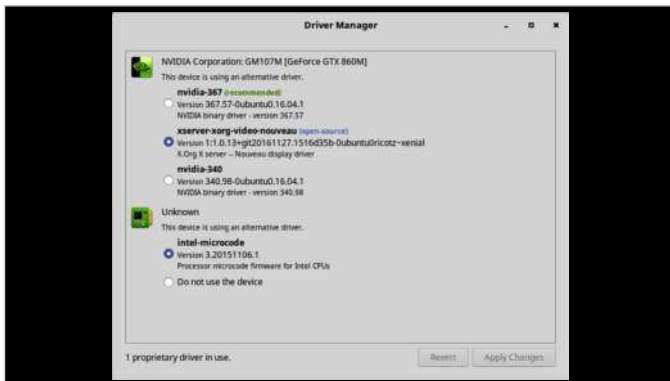 Driver Manager
NVIDIA Corporation: GM107M [GeForce GTX 860M]
This device is using an alternative driver.
nvidia-367 (recommended)
Version 367.57-0ubuntu0.16.04.1
NVIDIA binary driver - version 367.57
xserver-xorg-video-nouveau (open-source)
Version 1:1.0.13+git20161127.1516d35b-0ubuntu0ricotz~xenial
X.Org X server -- Nouveau display driver
nvidia-340
Version 340.98-0ubuntu0.16.04.1
NVIDIA binary driver - version 340.98
Unknown
This device is using an alternative driver.
intel-microcode
Version 3.20151106.1
Processor microcode firmware for Intel CPUs
Do not use the device
1 proprietary driver in use.
Revert Apply Changes